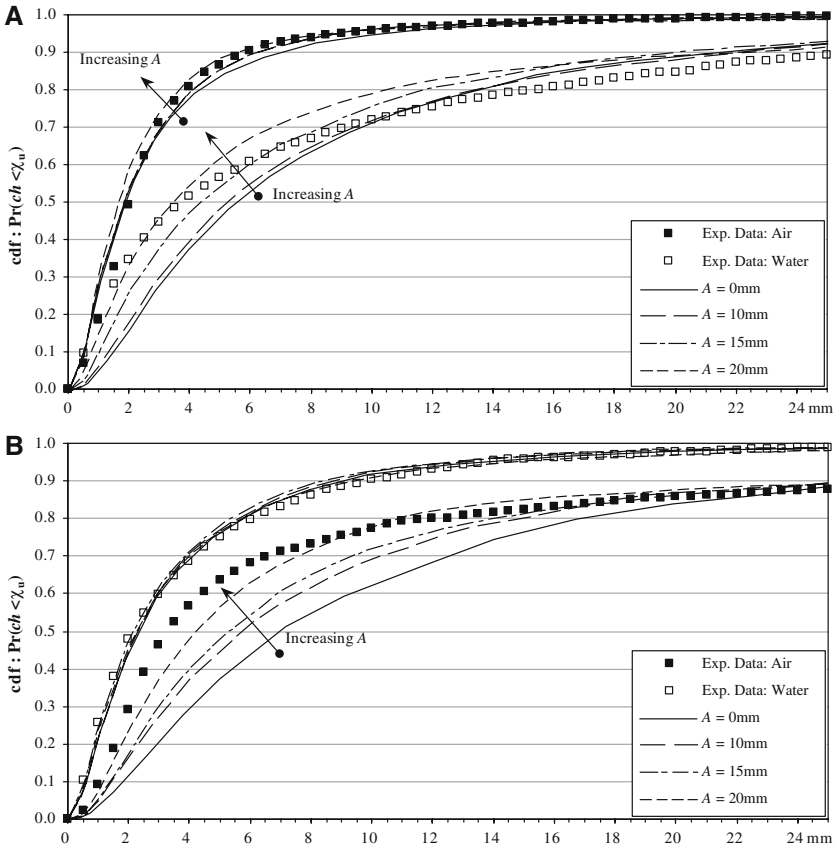 A
1.0
0.9
0.8
0.7
0.6
0.5
0.4
0.3
0.2
0.1
0.0
cdf : Pr(ch <χu)
Increasing A
Increasing A
Exp. Data: Air
Exp. Data: Water
A = 0mm
A = 10mm
A = 15mm
A = 20mm
0 2 4 6 8 10 12 14 16 18 20 22 24 mm
B
1.0
0.9
0.8
0.7
0.6
0.5
0.4
0.3
0.2
0.1
0.0
cdf : Pr(ch <χu)
Increasing A
Exp. Data: Air
Exp. Data: Water
A = 0mm
A = 10mm
A = 15mm
A = 20mm
0 2 4 6 8 10 12 14 16 18 20 22 24 mm